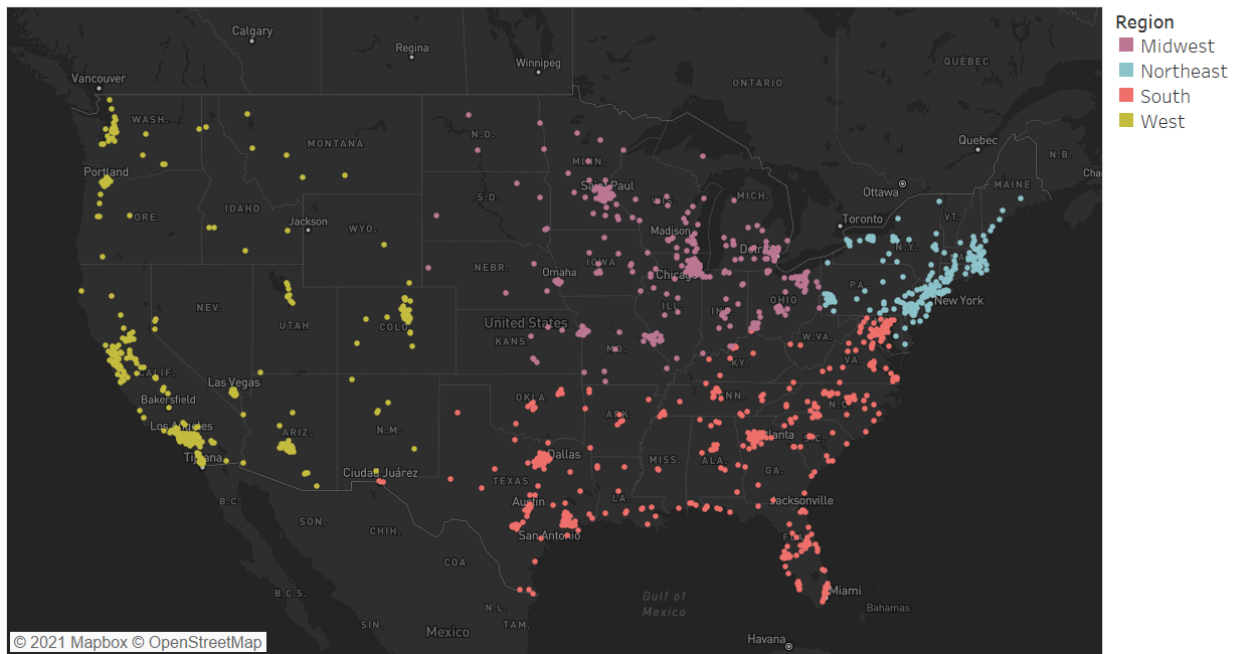 Region
Midwest
Northeast
South
West
Calgary
Regina
Winnipeg
Vancouver
ONTARIO
QUÉBEC
WASH.
MONTANA
N.D.
MINN.
Quebec
N.B.
Portland
Saint Paul
Ottawa
MAINE
Cha
ORE.
IDAHO
Jackson
WYO.
S.D.
WIS.
Madison
MICH.
Toronto
VT.
N.Y.
Detr
NEBR.
Omaha
IOWA
Chicago
PA.
New York
NEV.
UTAH
COLO
United States
KANS.
MO.
ILL.
IND.
OHIO
W.VA.
VA.
KY.
CALIF.
Las Vegas
Bakersfield
Los Angeles
ARIZ.
N.M.
OKLA.
ARK.
TENN.
N.C.
S.C.
Tijuana
Ciudad Juárez
Dallas
TEXAS
MISS.
ALA.
Atlanta
GA.
B.C.
SON.
CHIH.
Austin
LA.
Jacksonville
San Antonio
FLA.
COA.
B.C.S.
N.L.
Gulf of
Mexico
Miami
Bahamas
SIN.
Mexico
TAM.
Havana
© 2021 Mapbox © OpenStreetMap